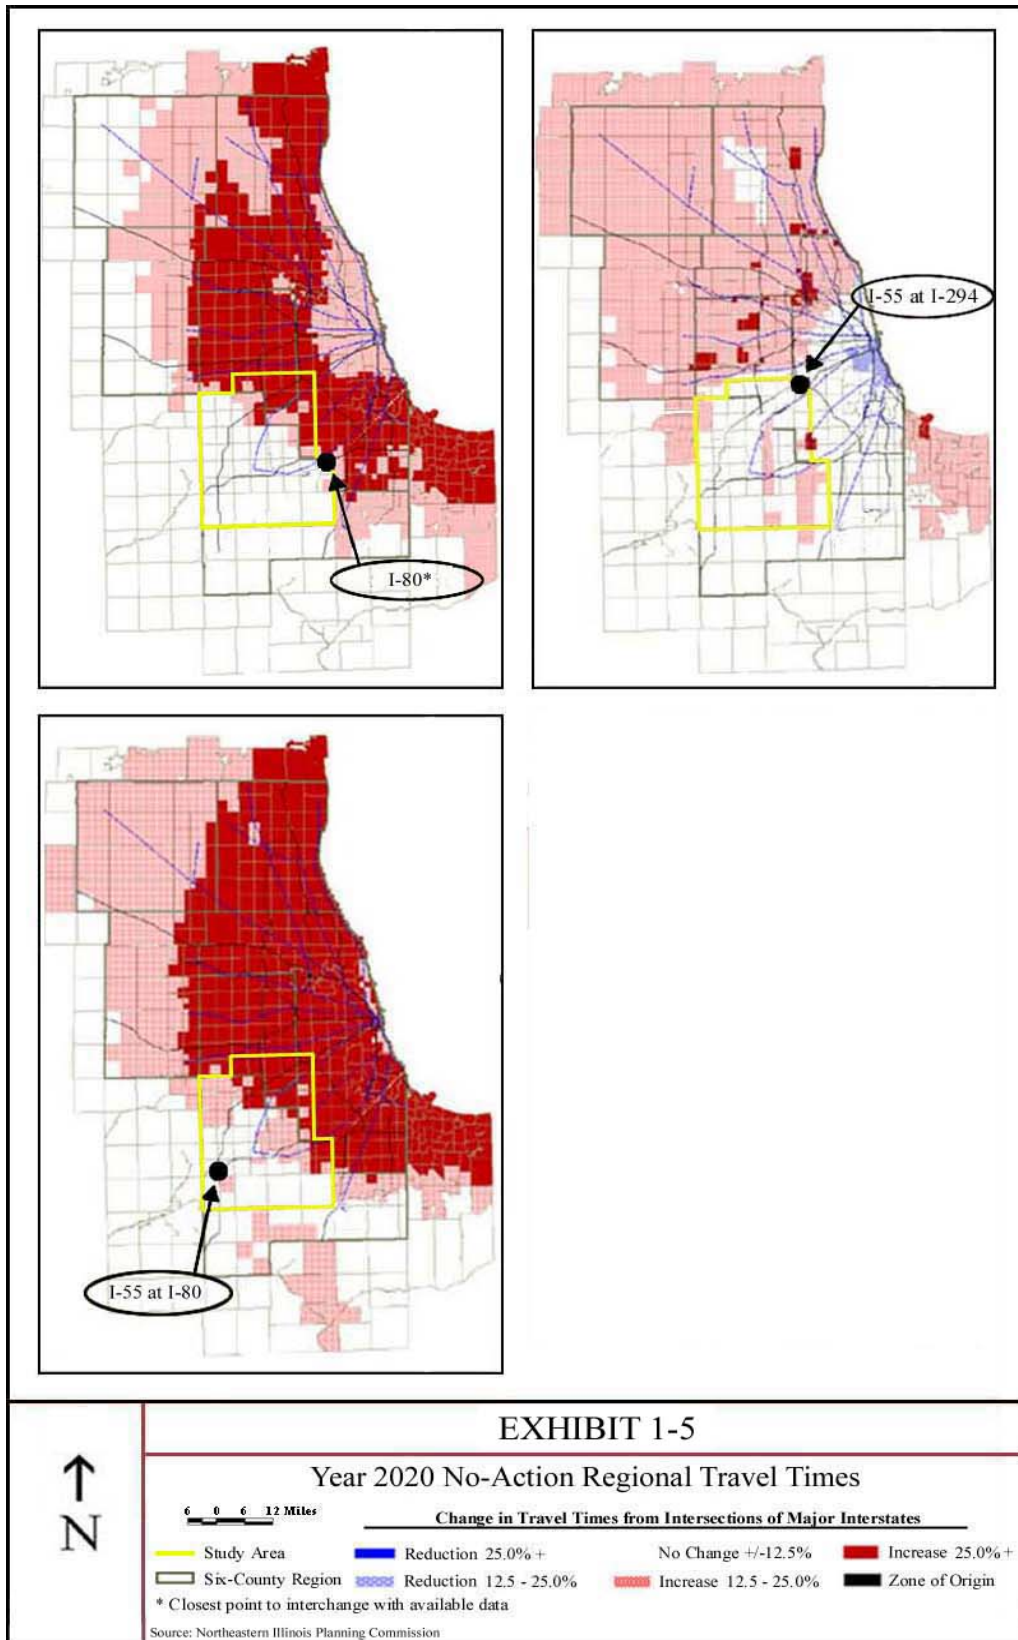 I-80*
I-55 at I-294
I-55 at I-80
EXHIBIT 1-5
Year 2020 No-Action Regional Travel Times
N
6 0 6 12 Miles
Change in Travel Times from Intersections of Major Interstates
Study Area
Reduction 25.0% +
No Change +/-12.5%
Increase 25.0% +
Six-County Region
Reduction 12.5 - 25.0%
Increase 12.5 - 25.0%
Zone of Origin
* Closest point to interchange with available data
Source: Northeastern Illinois Planning Commission